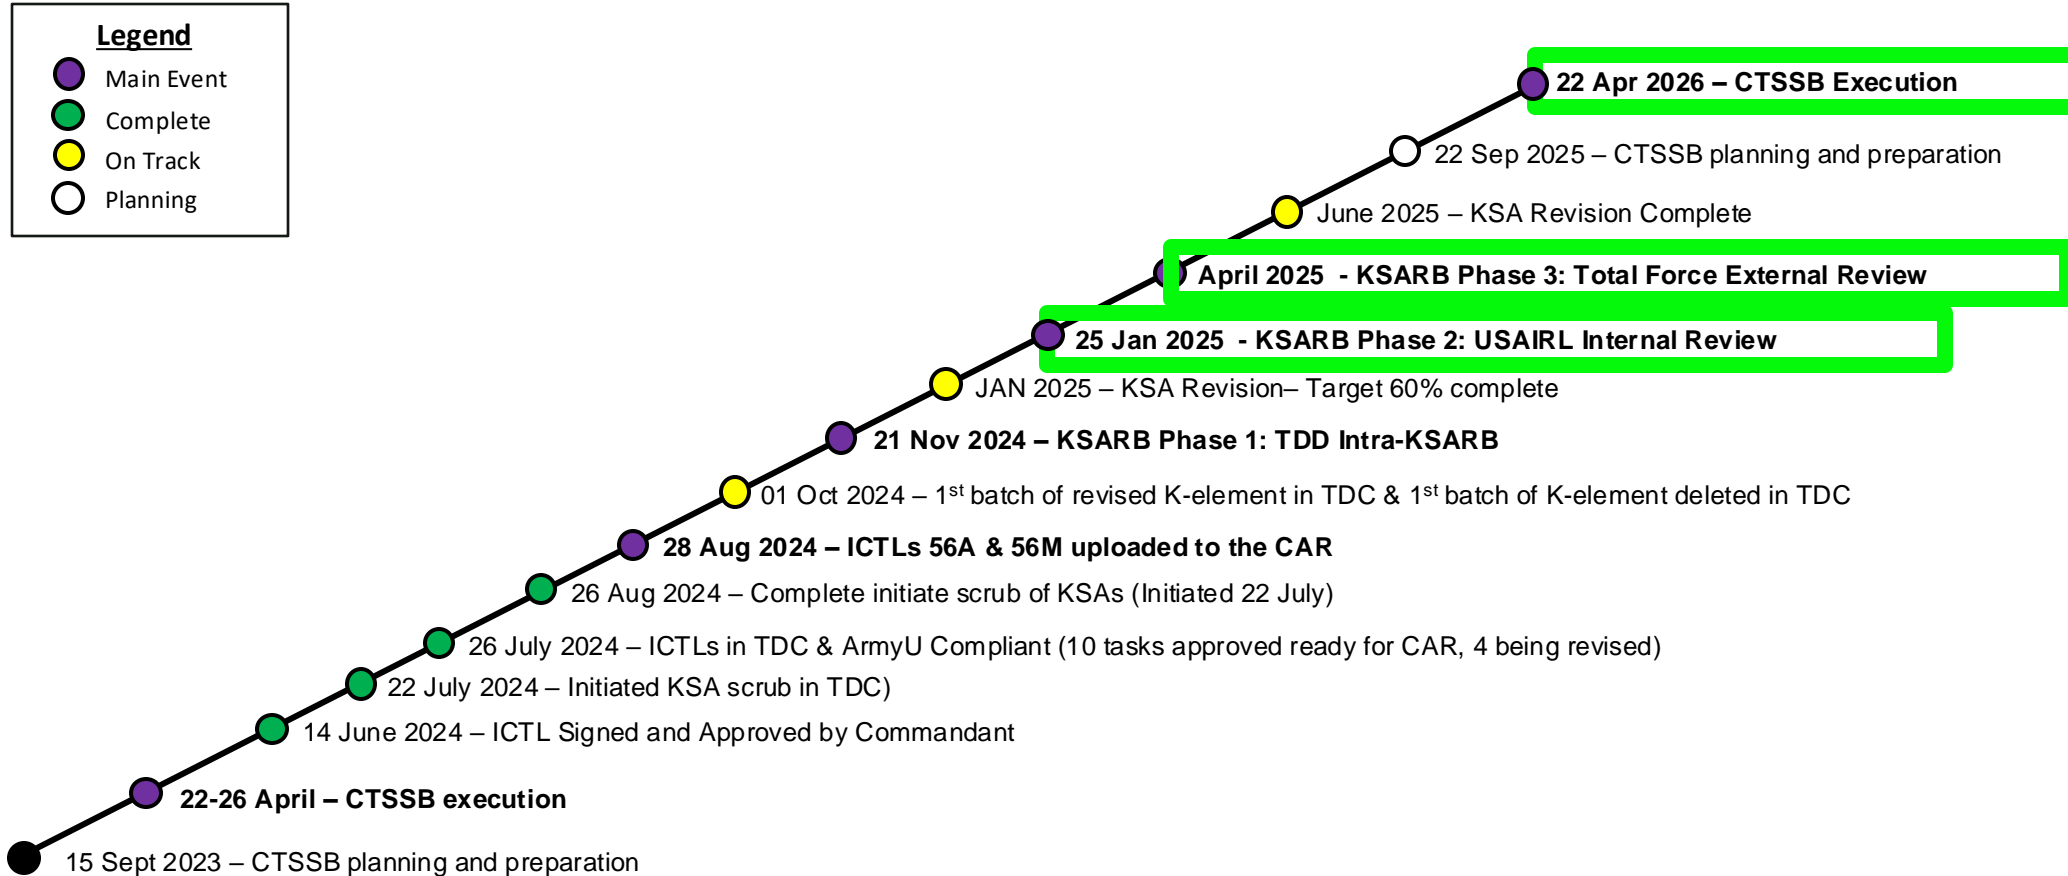 Legend
Main Event
Complete
On Track
Planning
22 Apr 2026 – CTSSB Execution
22 Sep 2025 – CTSSB planning and preparation
June 2025 – KSA Revision Complete
April 2025 - KSARB Phase 3: Total Force External Review
25 Jan 2025 - KSARB Phase 2: USAIRL Internal Review
JAN 2025 – KSA Revision– Target 60% complete
21 Nov 2024 – KSARB Phase 1: TDD Intra-KSARB
01 Oct 2024 – 1st batch of revised K-element in TDC & 1st batch of K-element deleted in TDC
28 Aug 2024 – ICTLs 56A & 56M uploaded to the CAR
26 Aug 2024 – Complete initiate scrub of KSAs (Initiated 22 July)
26 July 2024 – ICTLs in TDC & ArmyU Compliant (10 tasks approved ready for CAR, 4 being revised)
22 July 2024 – Initiated KSA scrub in TDC)
14 June 2024 – ICTL Signed and Approved by Commandant
22-26 April – CTSSB execution
15 Sept 2023 – CTSSB planning and preparation